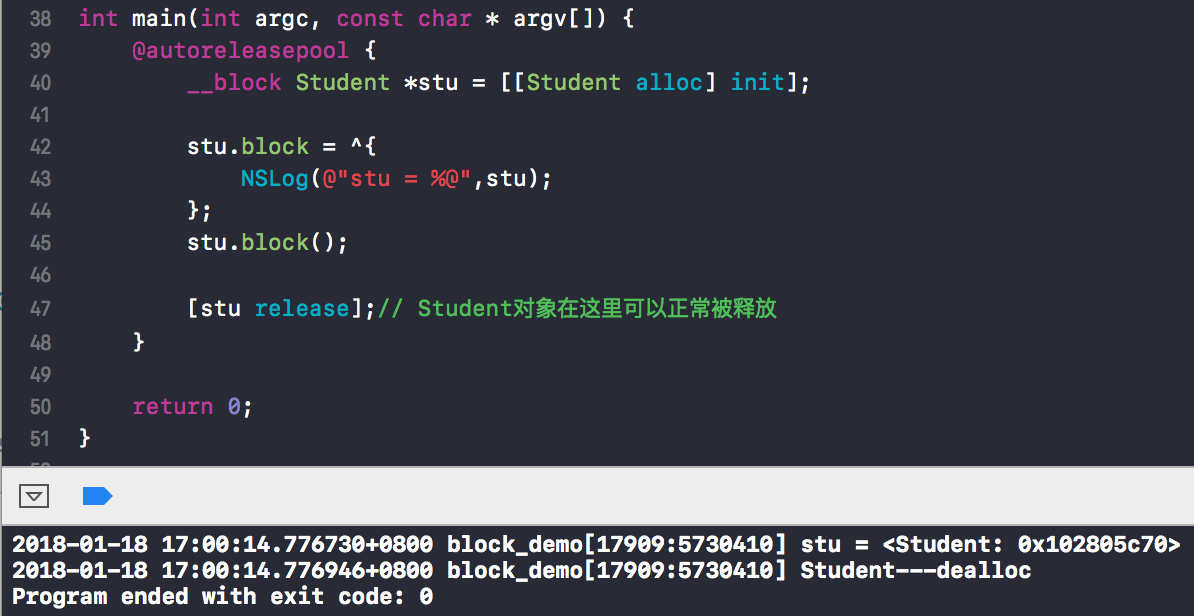 38 int main(int argc, const char * argv[]) {
39 @autoreleasepool {
40 __block Student *stu = [[Student alloc] init];
41
42 stu.block = ^{
43 NSLog(@"stu = %@",stu);
44 };
45 stu.block();
46
47 [stu release];// Student对象在这里可以正常被释放
48 }
49
50 return 0;
51 }
2018-01-18 17:00:14.776730+0800 block_demo[17909:5730410] stu = <Student: 0x102805c70>
2018-01-18 17:00:14.776946+0800 block_demo[17909:5730410] Student---dealloc
Program ended with exit code: 0